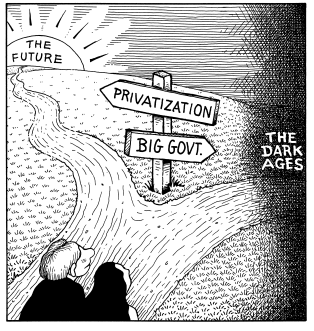 THE
FUTURE
PRIVATIZATION
BIG GOVT.
THE
DARK
AGES